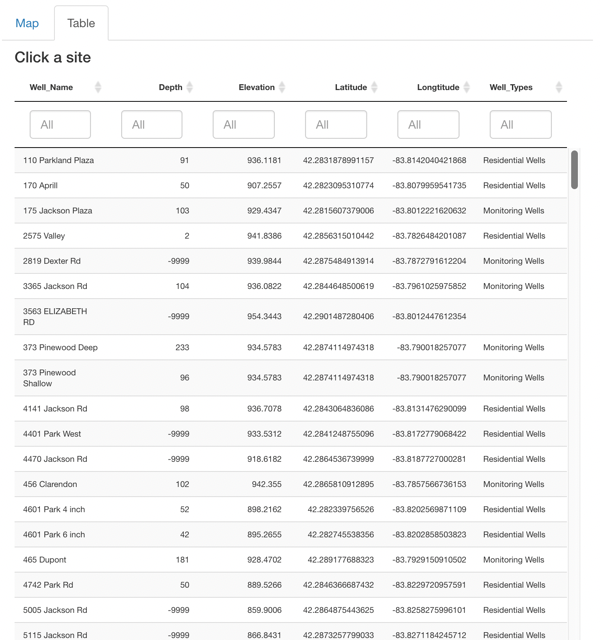 Map Table
Click a site
Well_Name Depth Elevation Latitude Longtitude Well_Types
All All All All All All
110 Parkland Plaza 91 936.1181 42.2831878991157 -83.8142040421868 Residential Wells
170 Aprill 50 907.2557 42.2823095310774 -83.8079959541735 Residential Wells
175 Jackson Plaza 103 929.4347 42.2815607379006 -83.8012221620632 Monitoring Wells
2575 Valley 2 941.8386 42.2856315010442 -83.7826484201087 Residential Wells
2819 Dexter Rd -9999 939.9844 42.2875484913914 -83.7872791612204 Monitoring Wells
3365 Jackson Rd 104 936.0822 42.2844648500619 -83.7961025975852 Monitoring Wells
3563 ELIZABETH
RD -9999 954.3443 42.2901487280406 -83.8012447612354
373 Pinewood Deep 233 934.5783 42.2874114974318 -83.790018257077 Monitoring Wells
373 Pinewood
Shallow 96 934.5783 42.2874114974318 -83.790018257077 Monitoring Wells
4141 Jackson Rd 98 936.7078 42.2843064836086 -83.8131476290099 Residential Wells
4401 Park West -9999 933.5312 42.2841248755096 -83.8172779068422 Residential Wells
4470 Jackson Rd -9999 918.6182 42.2864536739999 -83.8187727000281 Residential Wells
456 Clarendon 102 942.355 42.2865810912895 -83.7857566736153 Monitoring Wells
4601 Park 4 inch 52 898.2162 42.282339756526 -83.8202569871109 Residential Wells
4601 Park 6 inch 42 895.2655 42.282745538356 -83.8202858503823 Residential Wells
465 Dupont 181 928.4702 42.289177688323 -83.7929150910502 Monitoring Wells
4742 Park Rd 50 889.5266 42.2846366687432 -83.8229720957591 Residential Wells
5005 Jackson Rd -9999 859.9006 42.2864875443625 -83.8258275996101 Residential Wells
5115 Jackson Rd -9999 866.8431 42.2873257799033 -83.8271184245712 Residential Wells